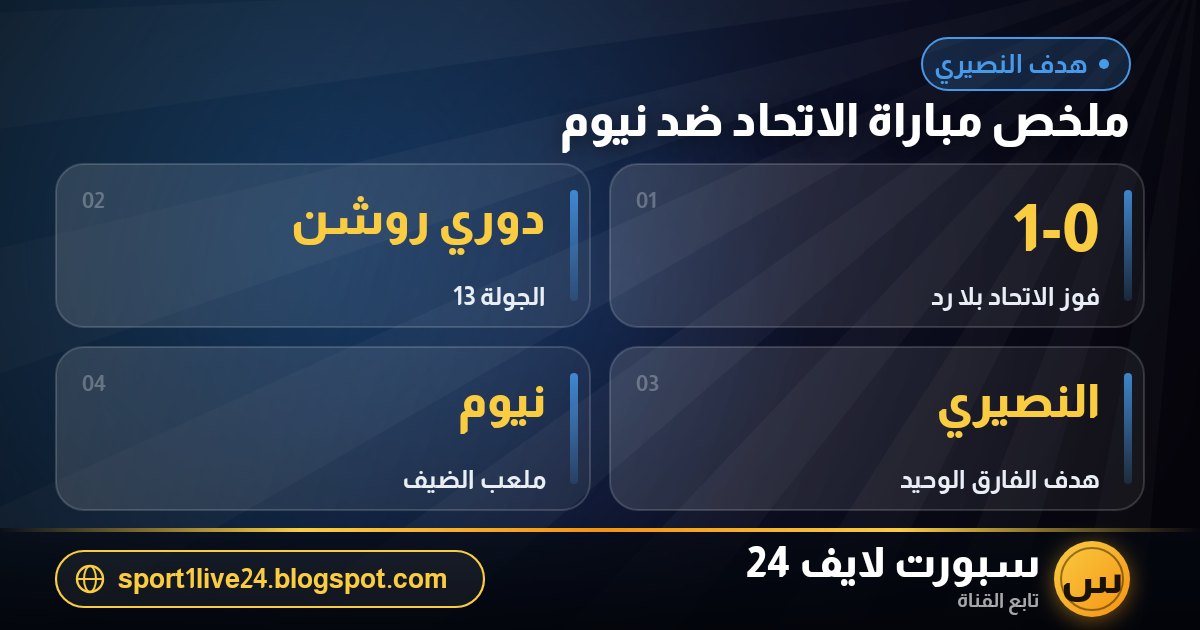 هدف النصيري
ملخص مباراة الاتحاد ضد نيوم
01
1-0
فوز الاتحاد بلا رد
02
دوري روشن
الجولة 13
03
النصيري
هدف الفارق الوحيد
04
نيوم
ملعب الضيف
س
سبورت لايف 24
تابع القناة
sport1live24.blogspot.com